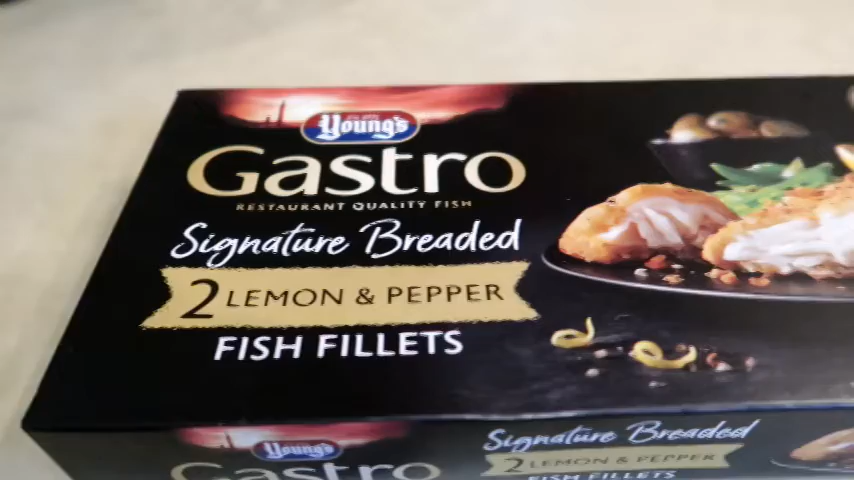 Young's
Gastro
RESTAURANT QUALITY FISH
Signature Breaded
2 LEMON & PEPPER
FISH FILLETS
Young's
Gastro
Signature Breaded
2 LEMON & PEPPER
FISH FILLETS